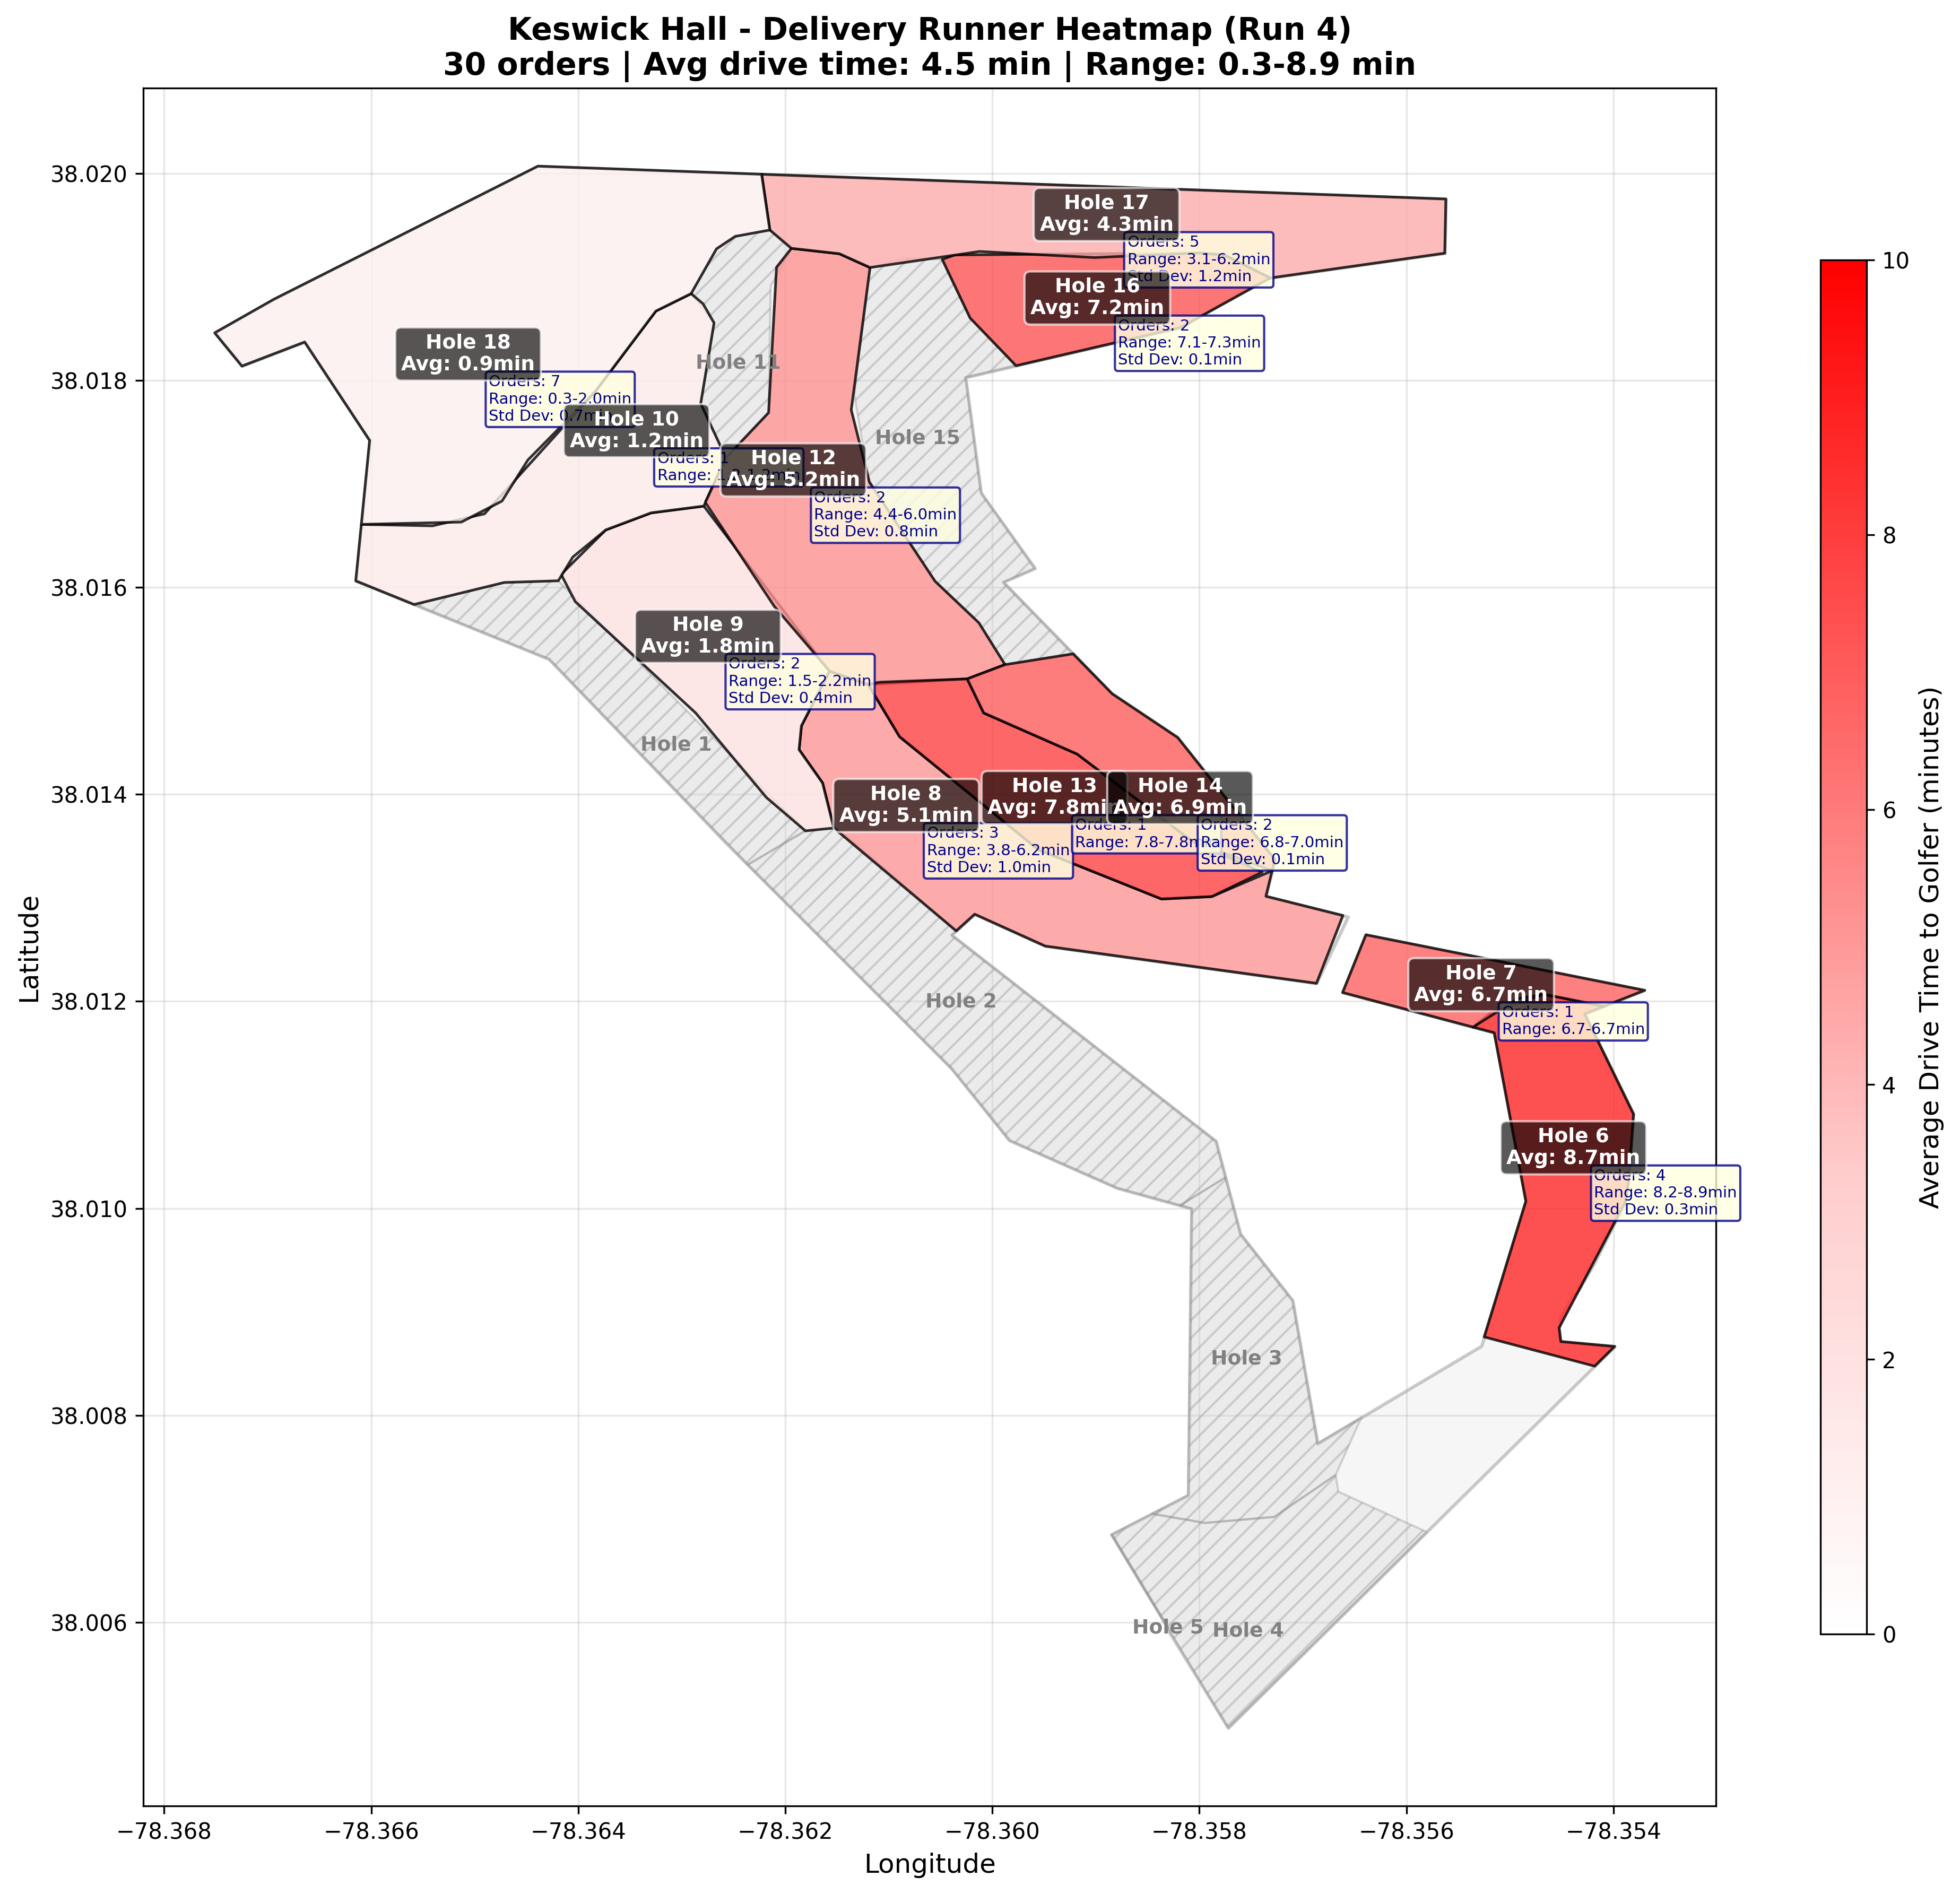 Keswick Hall - Delivery Runner Heatmap (Run 4)
30 orders | Avg drive time: 4.5 min | Range: 0.3-8.9 min
Hole 17
Avg: 4.3min
Orders: 5
Range: 3.1-6.2min
Std Dev: 1.2min
Hole 16
Avg: 7.2min
Orders: 2
Range: 7.1-7.3min
Std Dev: 0.1min
Hole 18
Avg: 0.9min
Orders: 7
Range: 0.3-2.0min
Std Dev: 0.7min
Hole 11
Hole 10
Avg: 1.2min
Orders: 1
Range:
Hole 15
Hole 12
Avg: 5.2min
Orders: 2
Range: 4.4-6.0min
Std Dev: 0.8min
Hole 9
Avg: 1.8min
Orders: 2
Range: 1.5-2.2min
Std Dev: 0.4min
Hole 1
Hole 8
Avg: 5.1min
Orders: 3
Range: 3.8-6.2min
Std Dev: 1.0min
Hole 13
Avg: 7.8min
Orders: 1
Range: 7.8-7.8m
Hole 14
Avg: 6.9min
Orders: 2
Range: 6.8-7.0min
Std Dev: 0.1min
Hole 2
Hole 7
Avg: 6.7min
Orders: 1
Range: 6.7-6.7min
Hole 6
Avg: 8.7min
Orders: 4
Range: 8.2-8.9min
Std Dev: 0.3min
Hole 3
Hole 5
Hole 4
38.020
38.018
38.016
38.014
38.012
38.010
38.008
38.006
Latitude
−78.368
−78.366
−78.364
−78.362
−78.360
−78.358
−78.356
−78.354
Longitude
10
8
6
4
2
0
Average Drive Time to Golfer (minutes)